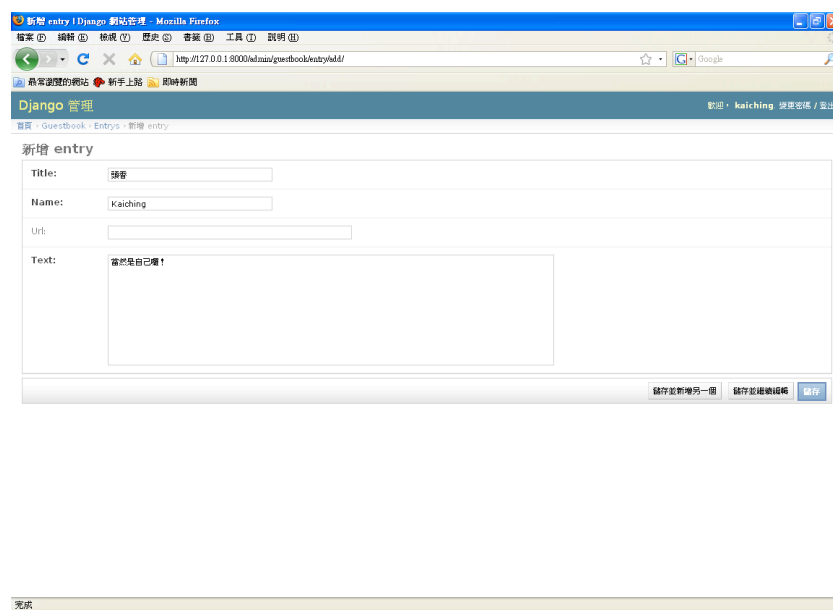 新增 entry | Django 網站管理 - Mozilla Firefox
檔案(F) 編輯(E) 檢視(V) 歷史(S) 書籤(B) 工具(T) 說明(H)
http://127.0.0.1:8000/admin/guestbook/entry/add/ G Google
最常瀏覽的網站 新手上路 即時新聞
Django 管理 歡迎, kaiching. 變更密碼 / 登出
首頁 › Guestbook › Entrys › 新增 entry
新增 entry
Title: 頭香
Name: Kaiching
Url:
Text: 當然是自己囉!
儲存並新增另一個 儲存並繼續編輯 儲存
完成